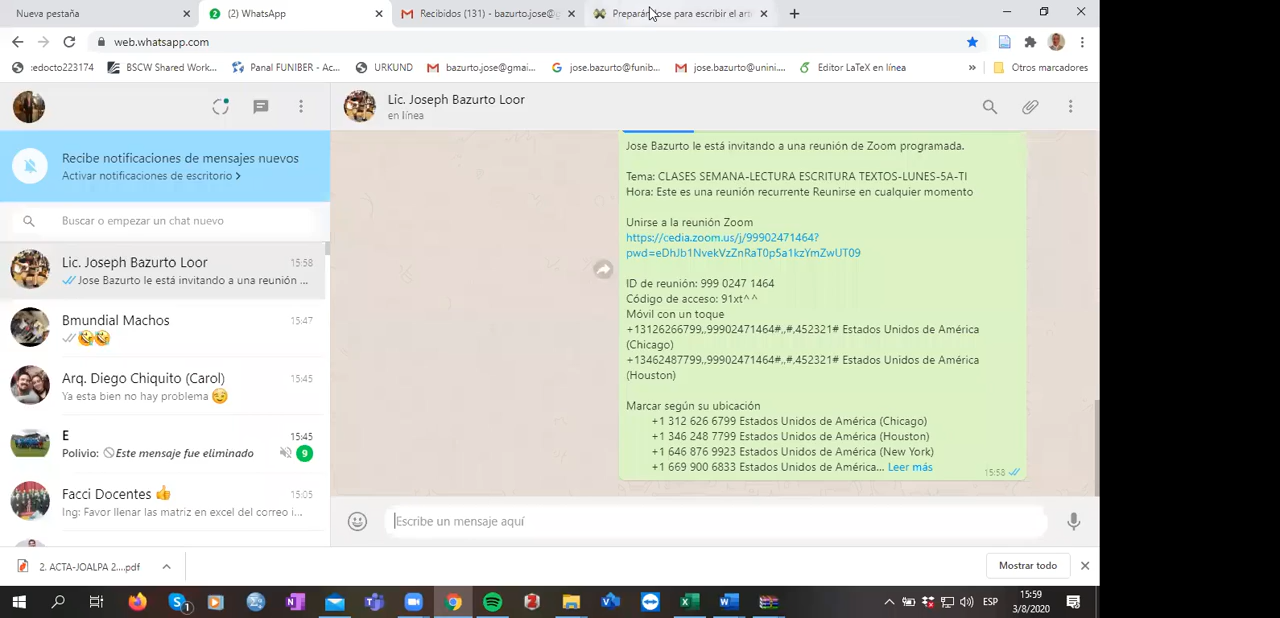 Nueva pestaña
2 (2) WhatsApp
Recibidos (131) - bazurto.jose@g
Preparándose para escribir el art
web.whatsapp.com
:edocto223174
BSCW Shared Work...
Panal FUNIBER - Ac...
URKUND
bazurto.jose@gmai...
jose.bazurto@funib...
jose.bazurto@unini....
Editor LaTeX en línea
»
Otros marcadores
Lic. Joseph Bazurto Loor
en línea
Recibe notificaciones de mensajes nuevos
Activar notificaciones de escritorio >
Buscar o empezar un chat nuevo
Lic. Joseph Bazurto Loor 15:58
Jose Bazurto le está invitando a una reunión ...
Bmundial Machos 15:47
🤣🤣
Arq. Diego Chiquito (Carol) 15:45
Ya esta bien no hay problema 😏
E 15:45
Polivio: Este mensaje fue eliminado 9
Facci Docentes 👍 15:05
Ing: Favor llenar las matriz en excel del correo i...
Jose Bazurto le está invitando a una reunión de Zoom programada.
Tema: CLASES SEMANA-LECTURA ESCRITURA TEXTOS-LUNES-5A-TI
Hora: Este es una reunión recurrente Reunirse en cualquier momento
Unirse a la reunión Zoom
https://cedia.zoom.us/j/99902471464?
pwd=eDhJb1NvekVzZnRaT0p5a1kzYmZwUT09
ID de reunión: 999 0247 1464
Código de acceso: 91xt^^
Móvil con un toque
+13126266799,,99902471464#,,#,452321# Estados Unidos de América
(Chicago)
+13462487799,,99902471464#,,#,452321# Estados Unidos de América
(Houston)
Marcar según su ubicación
+1 312 626 6799 Estados Unidos de América (Chicago)
+1 346 248 7799 Estados Unidos de América (Houston)
+1 646 876 9923 Estados Unidos de América (New York)
+1 669 900 6833 Estados Unidos de América... Leer más
15:58
Escribe un mensaje aquí
2. ACTA-JOALPA 2....pdf
Mostrar todo
ESP
15:59
3/8/2020